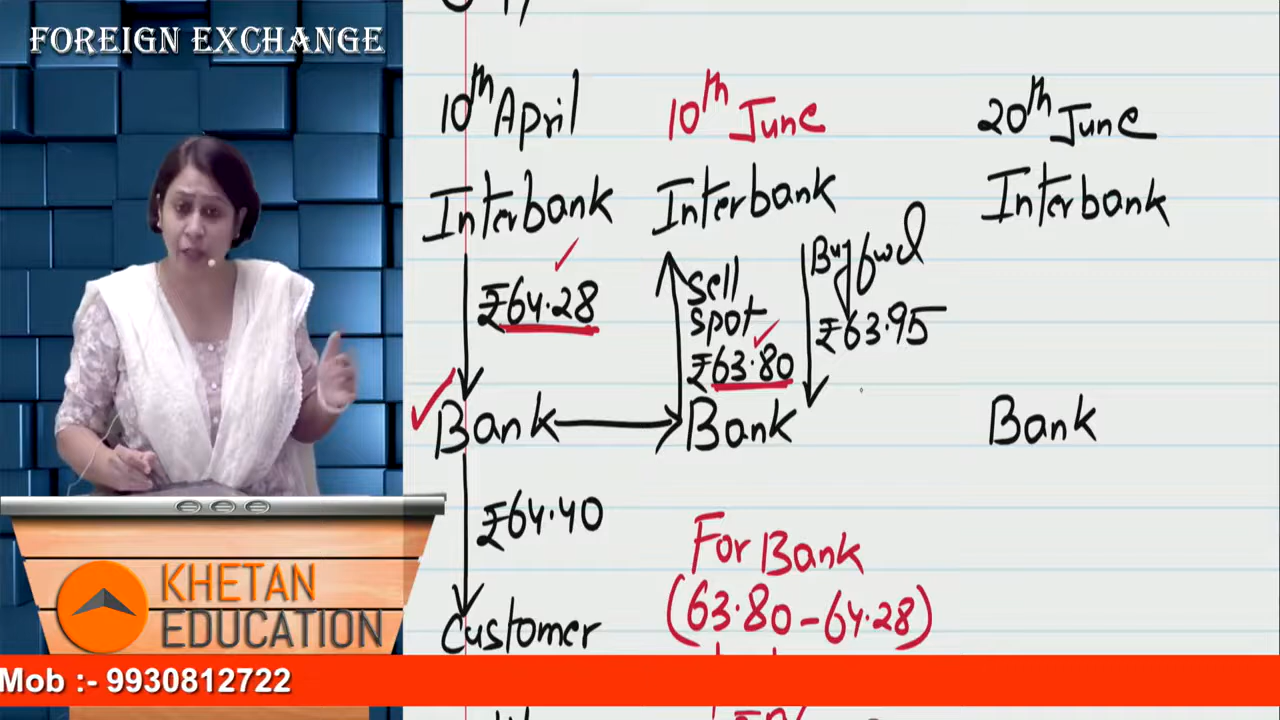 FOREIGN EXCHANGE
10th April
Interbank
₹64.28
Bank
₹64.40
Customer
10th June
Interbank
Sell
spot
₹63.80
Buy fwd
₹63.95
Bank
For Bank
(63.80-64.28)
20th June
Interbank
Bank
KHETAN
EDUCATION
Mob :- 9930812722